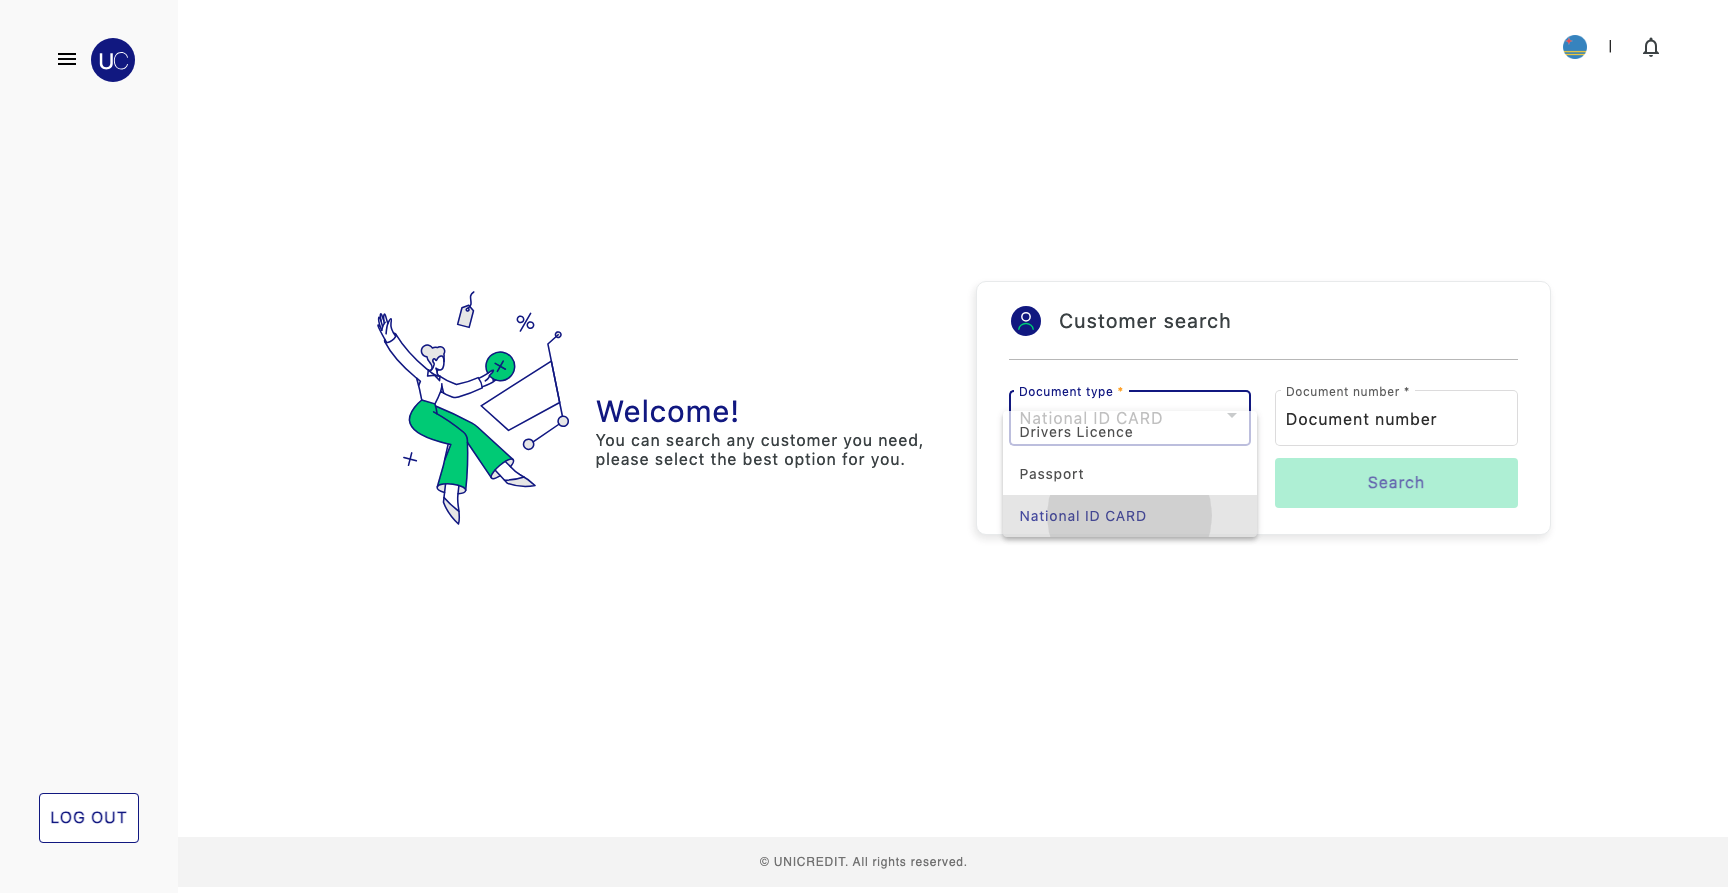 UC
|
Customer search
Document type *
National ID CARD
Drivers Licence
Passport
National ID CARD
Document number *
Document number
Search
%
Welcome!
You can search any customer you need,
please select the best option for you.
LOG OUT
© UNICREDIT. All rights reserved.